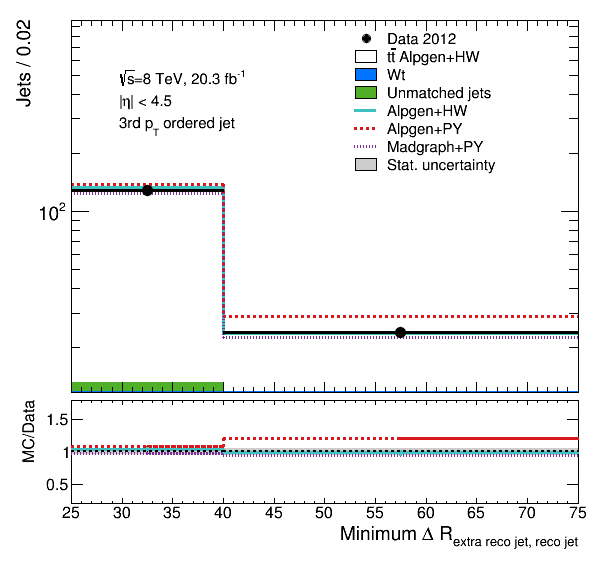 Jets / 0.02
Data 2012
tt̄ Alpgen+HW
Wt
Unmatched jets
Alpgen+HW
Alpgen+PY
Madgraph+PY
Stat. uncertainty
√s=8 TeV, 20.3 fb⁻¹
|η| < 4.5
3rd p_T ordered jet
10²
MC/Data
1.5
1
0.5
25 30 35 40 45 50 55 60 65 70 75
Minimum Δ R_extra reco jet, reco jet